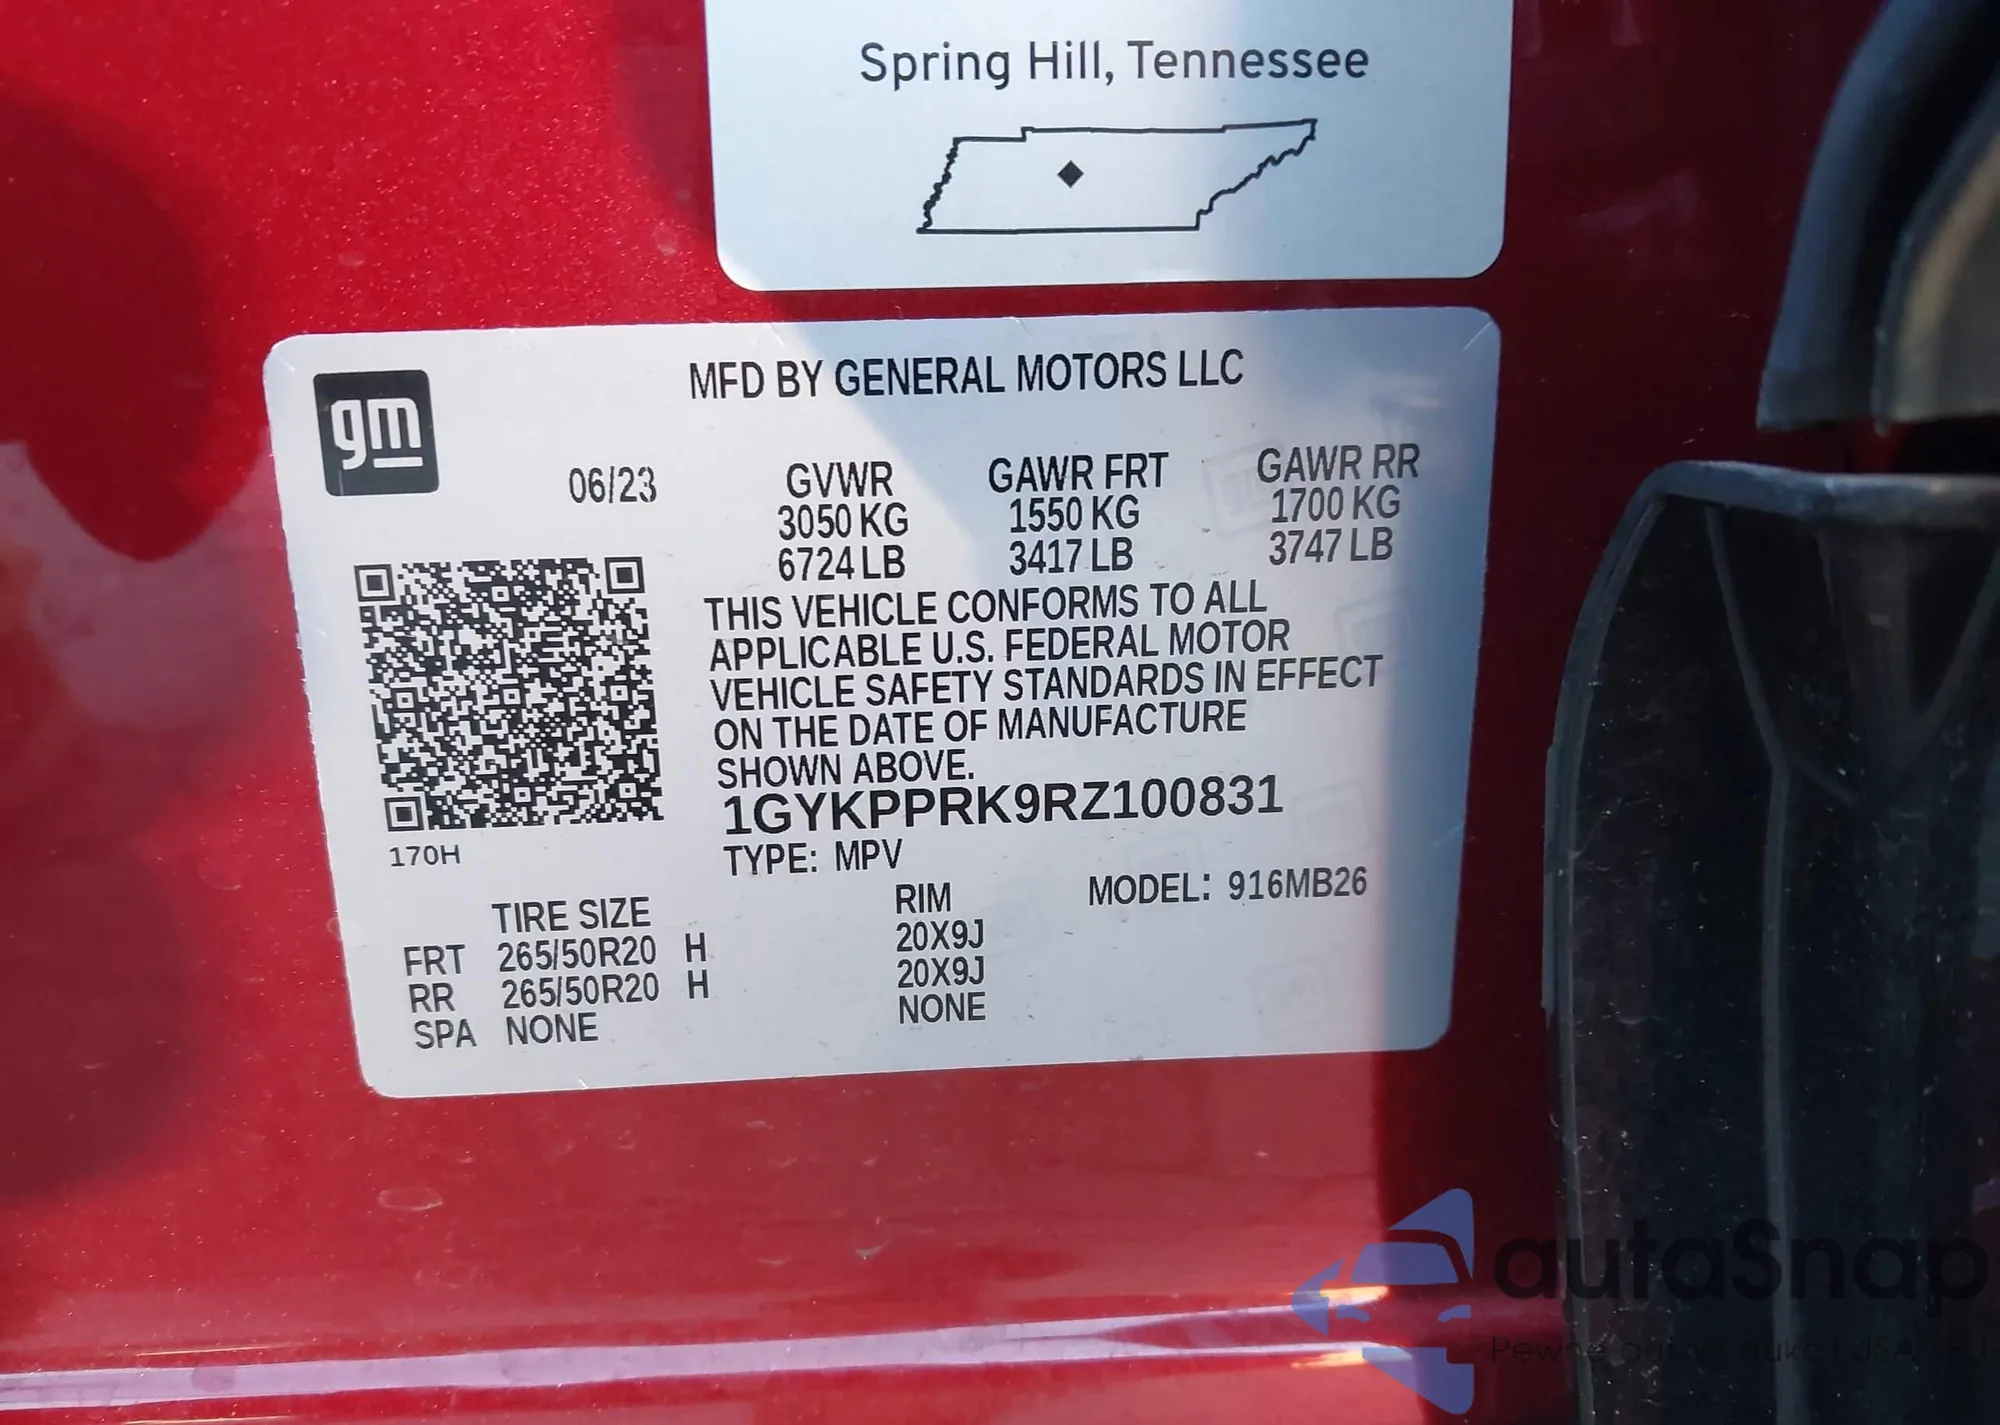 Spring Hill, Tennessee
gm
MFD BY GENERAL MOTORS LLC
06/23
GVWR GAWR FRT GAWR RR
3050 KG 1550 KG 1700 KG
6724 LB 3417 LB 3747 LB
THIS VEHICLE CONFORMS TO ALL
APPLICABLE U.S. FEDERAL MOTOR
VEHICLE SAFETY STANDARDS IN EFFECT
ON THE DATE OF MANUFACTURE
SHOWN ABOVE.
1GYKPPRK9RZ100831
170H
TYPE: MPV
TIRE SIZE RIM MODEL: 916MB26
FRT 265/50R20 H 20X9J
RR 265/50R20 H 20X9J
SPA NONE NONE
autaSnap
Pewne